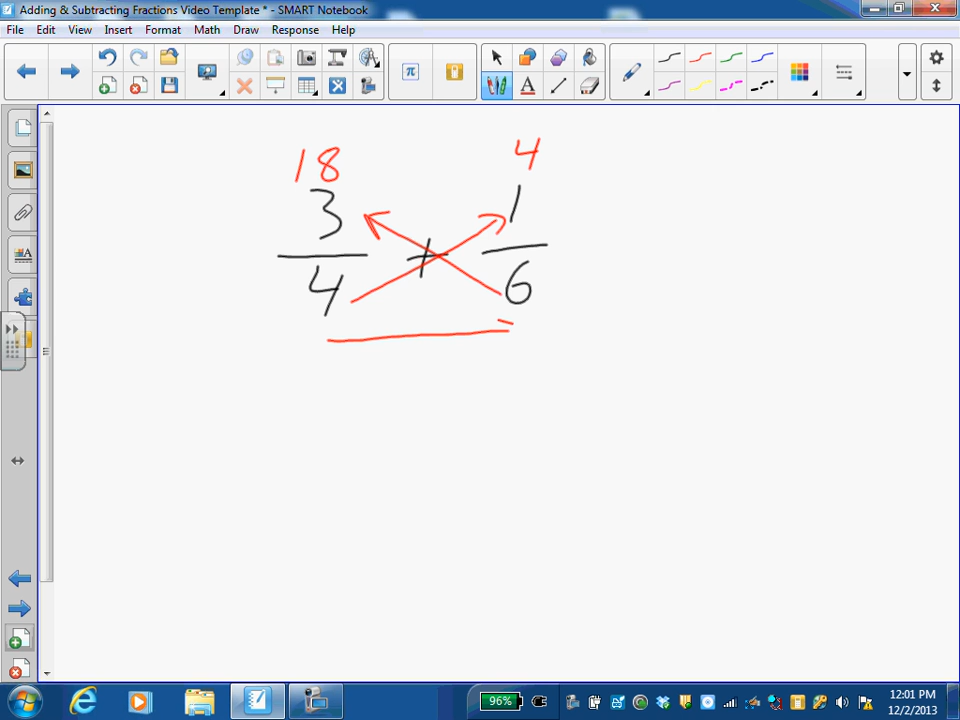 Adding & Subtracting Fractions Video Template * - SMART Notebook
File Edit View Insert Format Math Draw Response Help
π A
18 4
3 1
+
4 6
96% 12:01 PM
12/2/2013